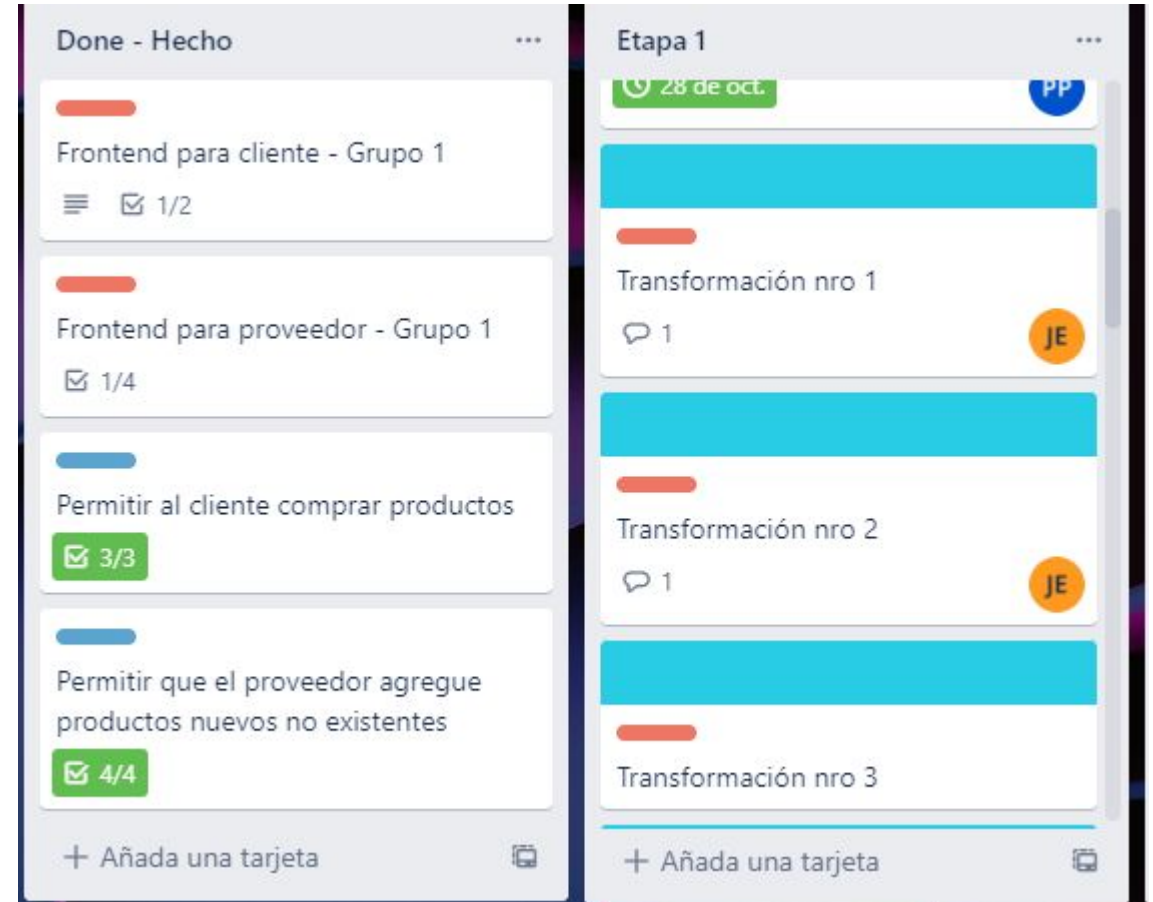 Done - Hecho
Frontend para cliente - Grupo 1
1/2
Frontend para proveedor - Grupo 1
1/4
Permitir al cliente comprar productos
3/3
Permitir que el proveedor agregue
productos nuevos no existentes
4/4
+ Añada una tarjeta
Etapa 1
28 de oct.
PP
Transformación nro 1
1
JE
Transformación nro 2
1
JE
Transformación nro 3
+ Añada una tarjeta